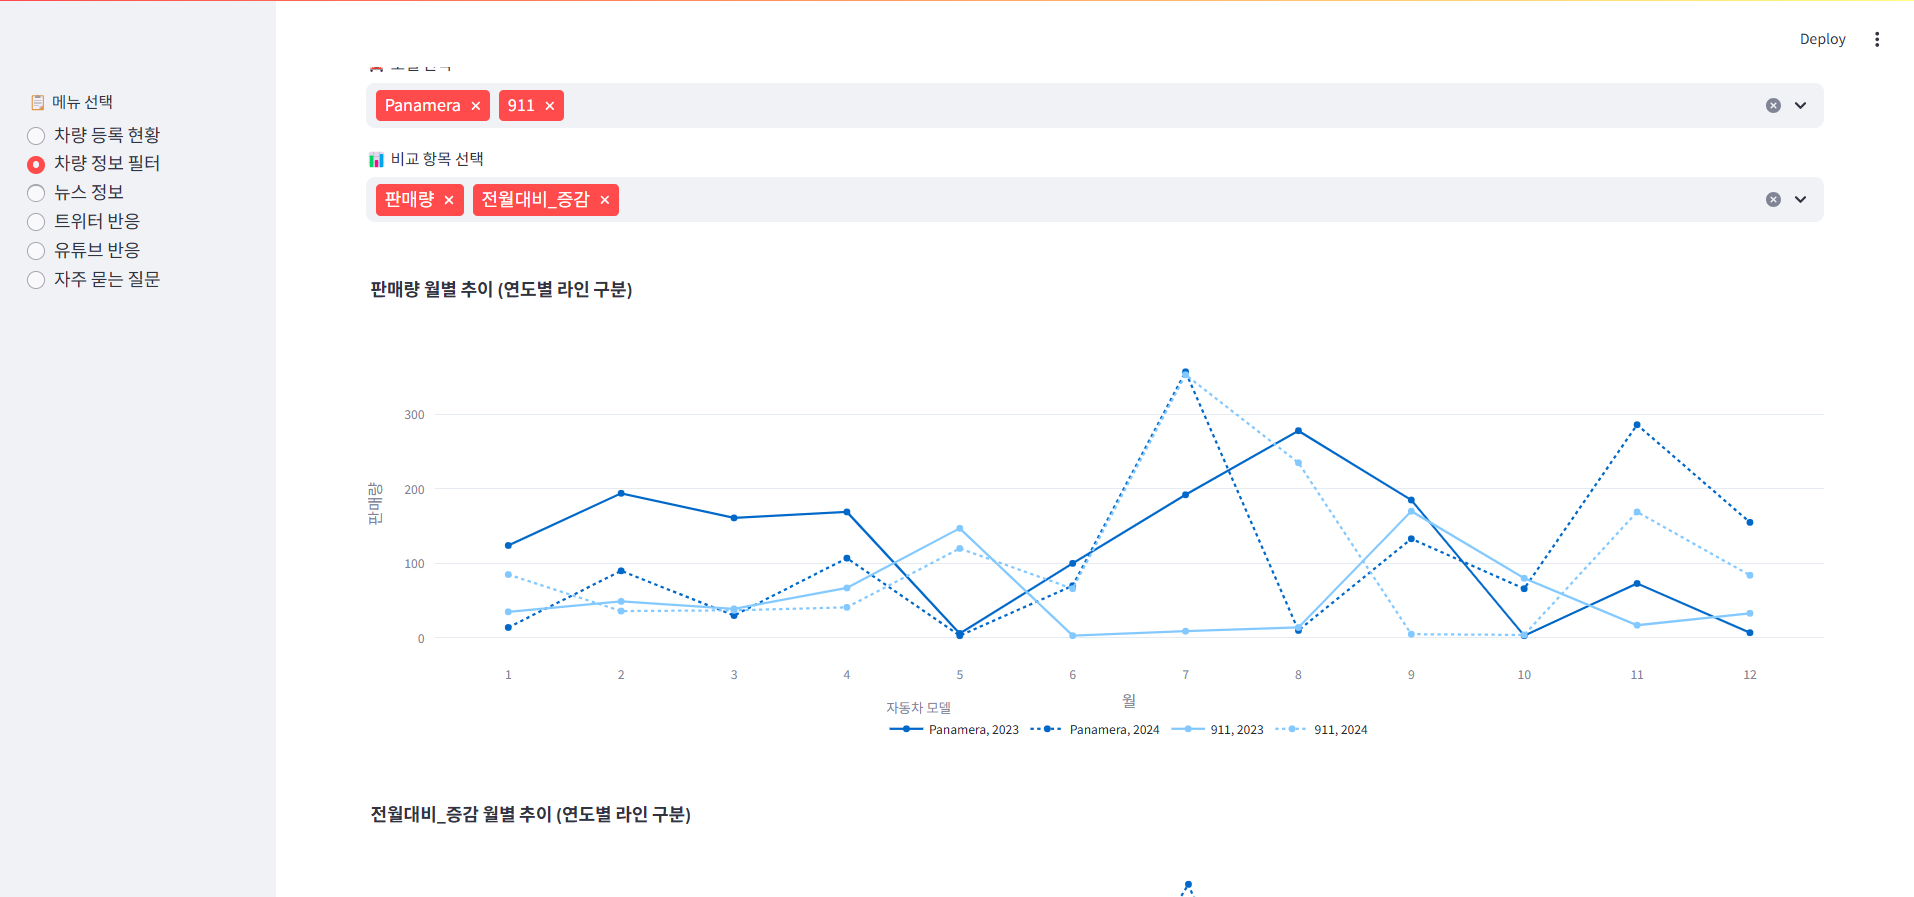 Deploy
📋 메뉴 선택
차량 등록 현황
차량 정보 필터
뉴스 정보
트위터 반응
유튜브 반응
자주 묻는 질문
Panamera × 911 ×
📊 비교 항목 선택
판매량 × 전월대비_증감 ×
판매량 월별 추이 (연도별 라인 구분)
판매량
300
200
100
0
1 2 3 4 5 6 7 8 9 10 11 12
월
자동차 모델
Panamera, 2023 Panamera, 2024 911, 2023 911, 2024
전월대비_증감 월별 추이 (연도별 라인 구분)